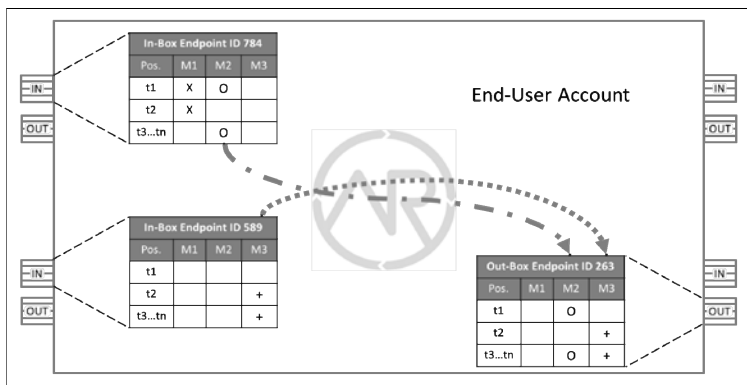 In-Box Endpoint ID 784
Pos. M1 M2 M3
t1 X O
t2 X
t3...tn O
End-User Account
IN
OUT
IN
OUT
AR
In-Box Endpoint ID 589
Pos. M1 M2 M3
t1
t2 +
t3...tn +
IN
OUT
Out-Box Endpoint ID 263
Pos. M1 M2 M3
t1 O
t2 +
t3...tn O +
IN
OUT